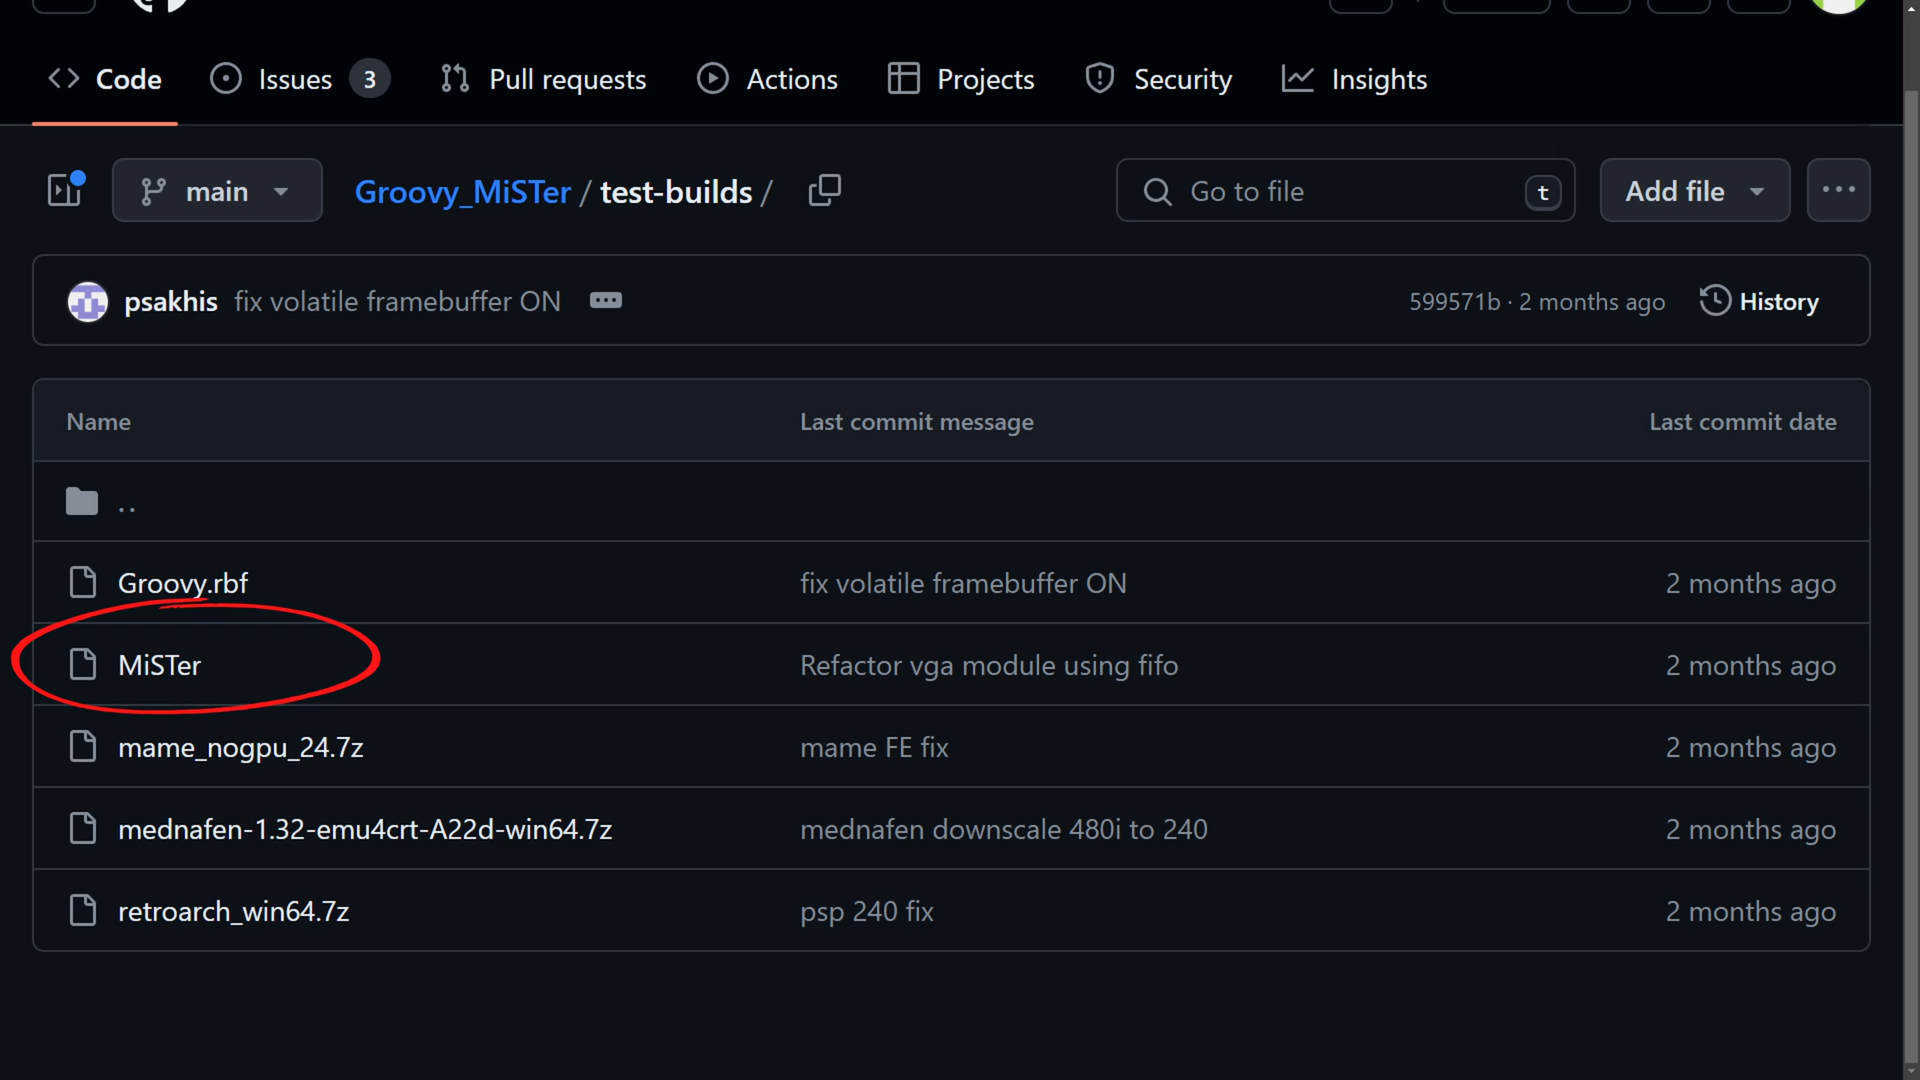 Code Issues 3 Pull requests Actions Projects Security Insights
main Groovy_MiSTer / test-builds / Go to file t Add file
psakhis fix volatile framebuffer ON 599571b · 2 months ago History
Name Last commit message Last commit date
..
Groovy.rbf fix volatile framebuffer ON 2 months ago
MiSTer Refactor vga module using fifo 2 months ago
mame_nogpu_24.7z mame FE fix 2 months ago
mednafen-1.32-emu4crt-A22d-win64.7z mednafen downscale 480i to 240 2 months ago
retroarch_win64.7z psp 240 fix 2 months ago